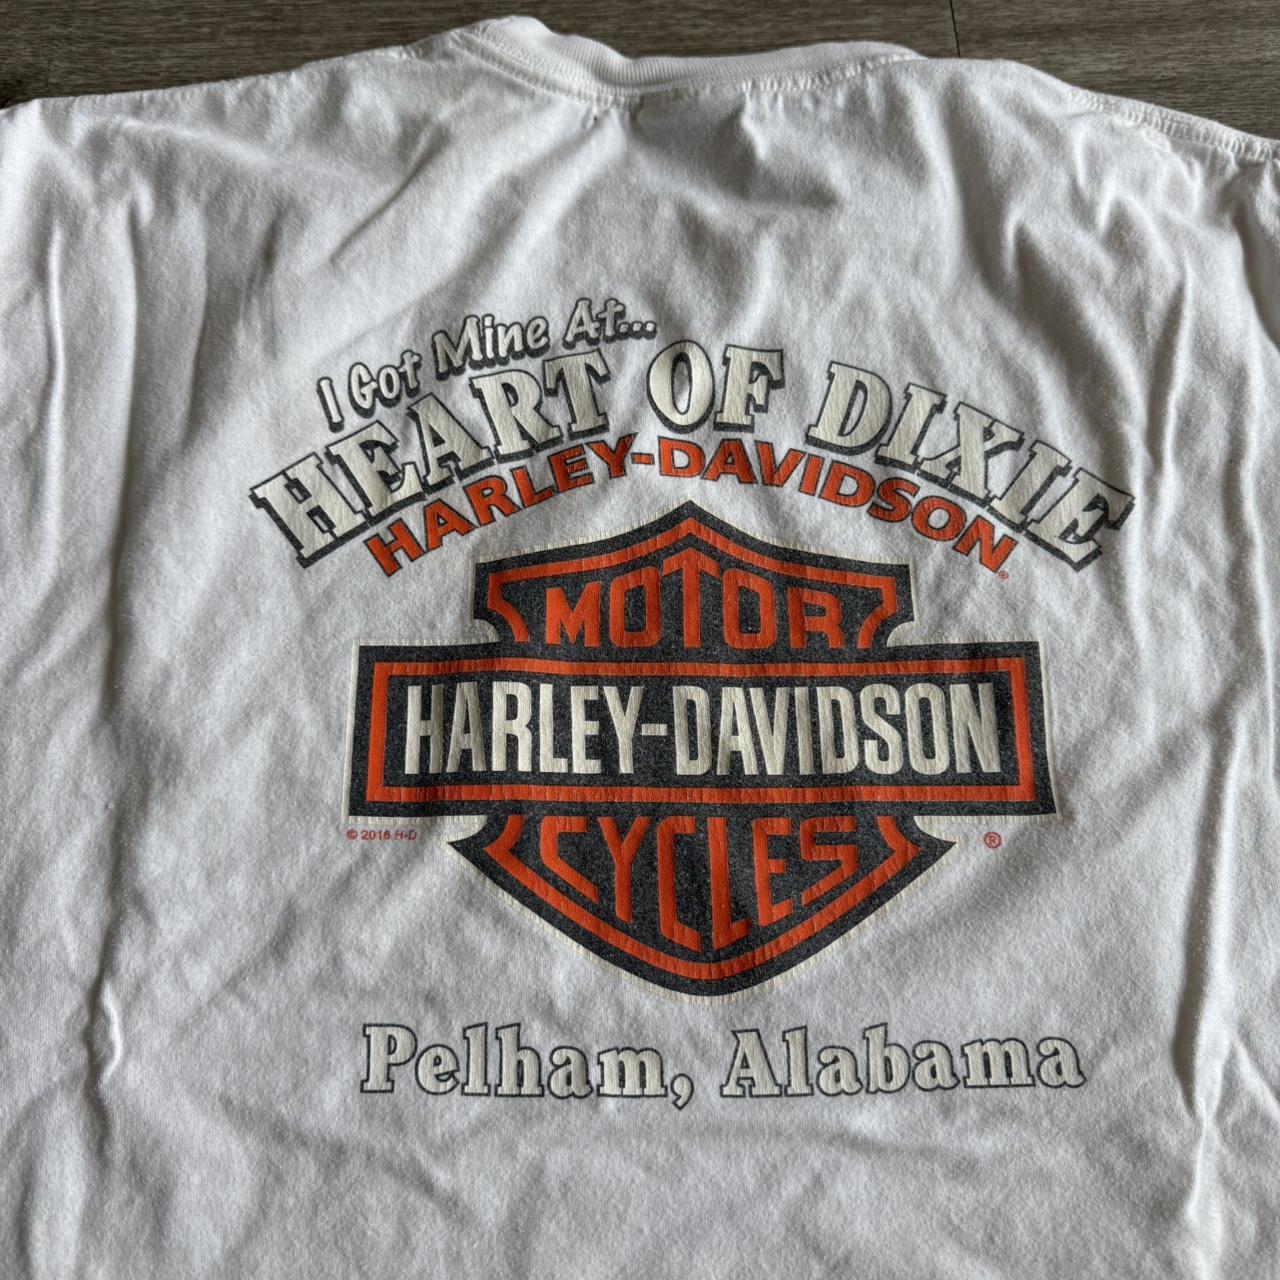 I Got Mine At...
HEART OF DIXIE
HARLEY-DAVIDSON®
MOTOR
HARLEY-DAVIDSON
CYCLES
© 2016 H-D
®
Pelham, Alabama